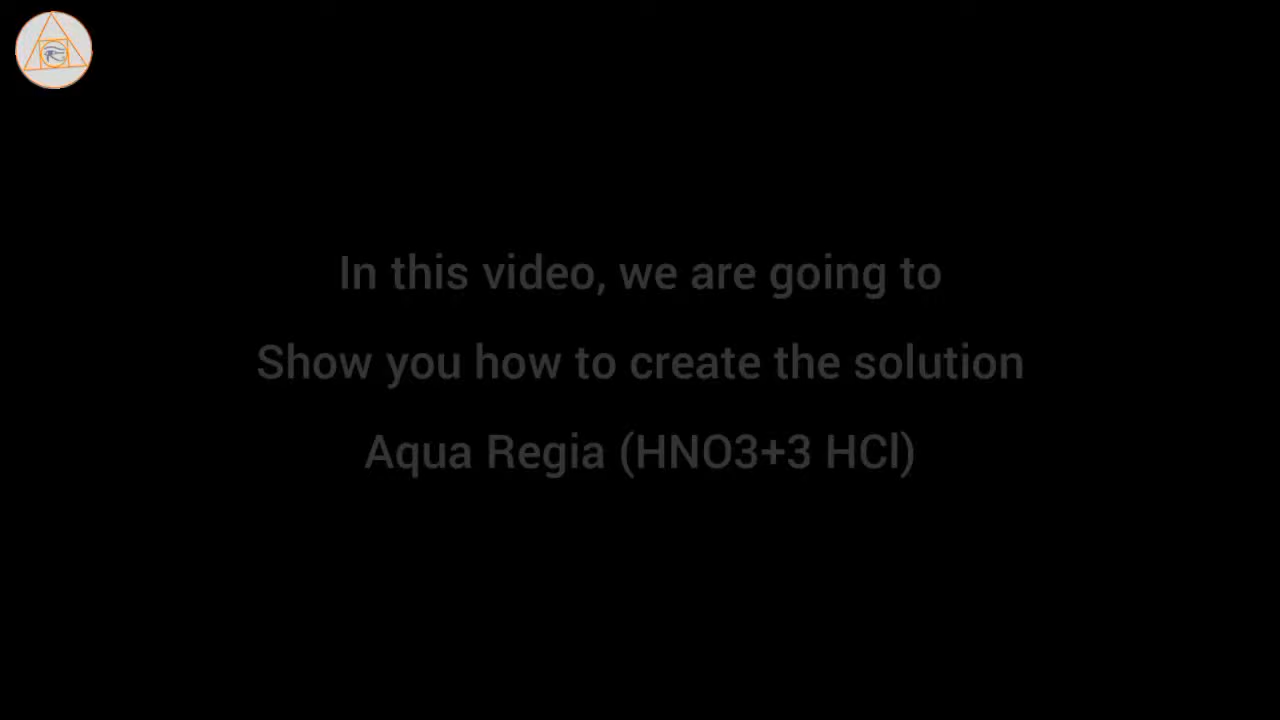 In this video, we are going to
Show you how to create the solution
Aqua Regia (HNO3+3 HCl)